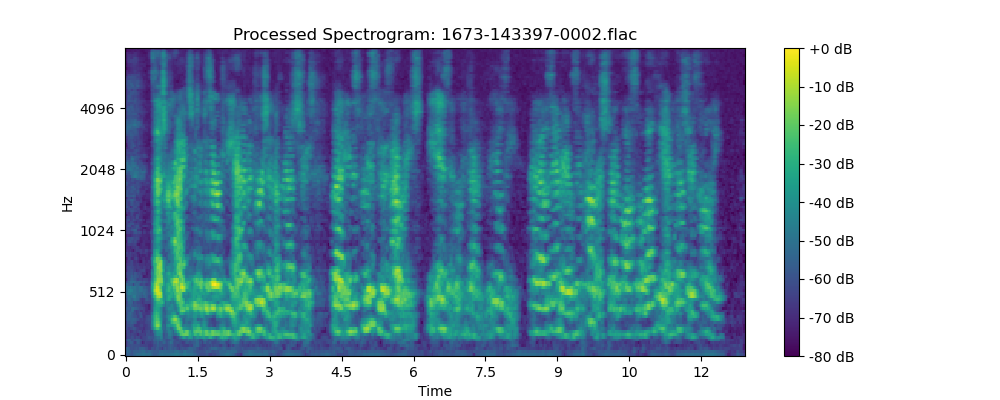 Processed Spectrogram: 1673-143397-0002.flac
Hz
4096
2048
1024
512
0
0 1.5 3 4.5 6 7.5 9 10 12
Time
+0 dB
-10 dB
-20 dB
-30 dB
-40 dB
-50 dB
-60 dB
-70 dB
-80 dB